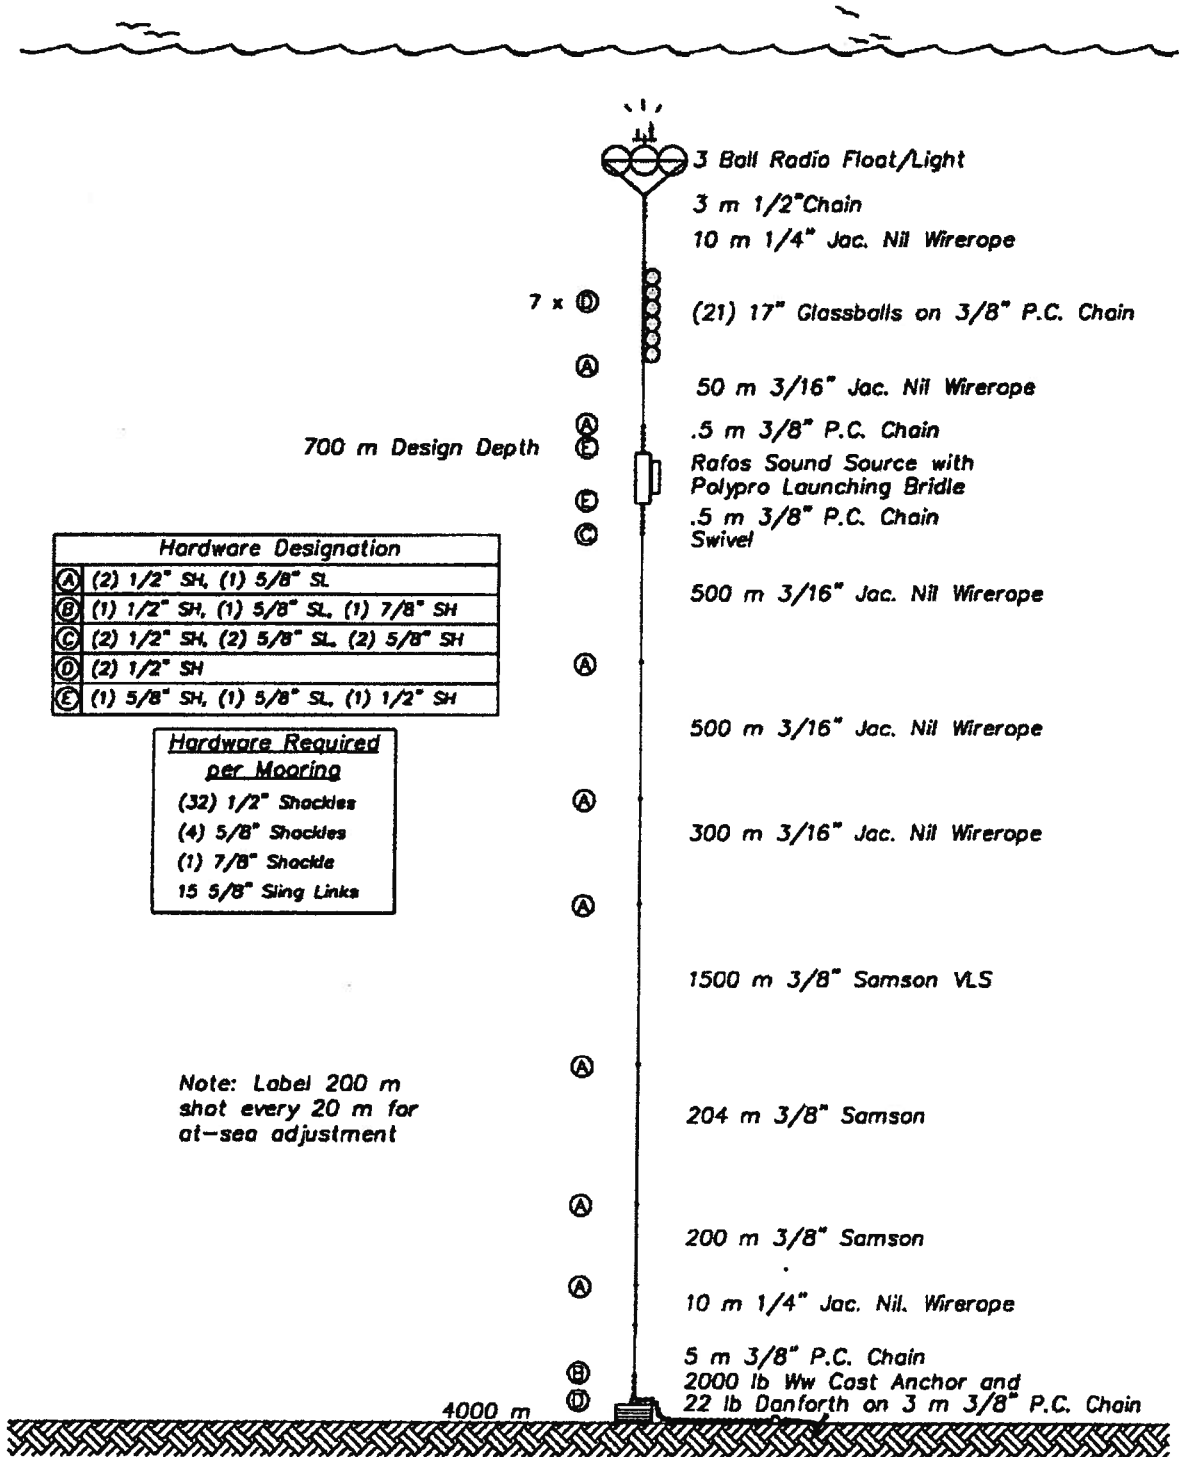 3 Ball Radio Float/Light
3 m 1/2"Chain
10 m 1/4" Jac. Nil Wirerope
7 x D
(21) 17" Glassballs on 3/8" P.C. Chain
A
50 m 3/16" Jac. Nil Wirerope
A
.5 m 3/8" P.C. Chain
700 m Design Depth
E
Rafos Sound Source with
Polypro Launching Bridle
E
.5 m 3/8" P.C. Chain
C
Swivel
Hardware Designation
A (2) 1/2" SH, (1) 5/8" SL
B (1) 1/2" SH, (1) 5/8" SL, (1) 7/8" SH
C (2) 1/2" SH, (2) 5/8" SL, (2) 5/8" SH
D (2) 1/2" SH
E (1) 5/8" SH, (1) 5/8" SL, (1) 1/2" SH
500 m 3/16" Jac. Nil Wirerope
A
Hardware Required
per Mooring
(32) 1/2" Shackles
(4) 5/8" Shackles
(1) 7/8" Shackle
15 5/8" Sling Links
500 m 3/16" Jac. Nil Wirerope
A
300 m 3/16" Jac. Nil Wirerope
A
1500 m 3/8" Samson VLS
A
Note: Label 200 m
shot every 20 m for
at-sea adjustment
204 m 3/8" Samson
A
200 m 3/8" Samson
A
10 m 1/4" Jac. Nil. Wirerope
5 m 3/8" P.C. Chain
B
2000 lb Ww Cast Anchor and
D
22 lb Danforth on 3 m 3/8" P.C. Chain
4000 m